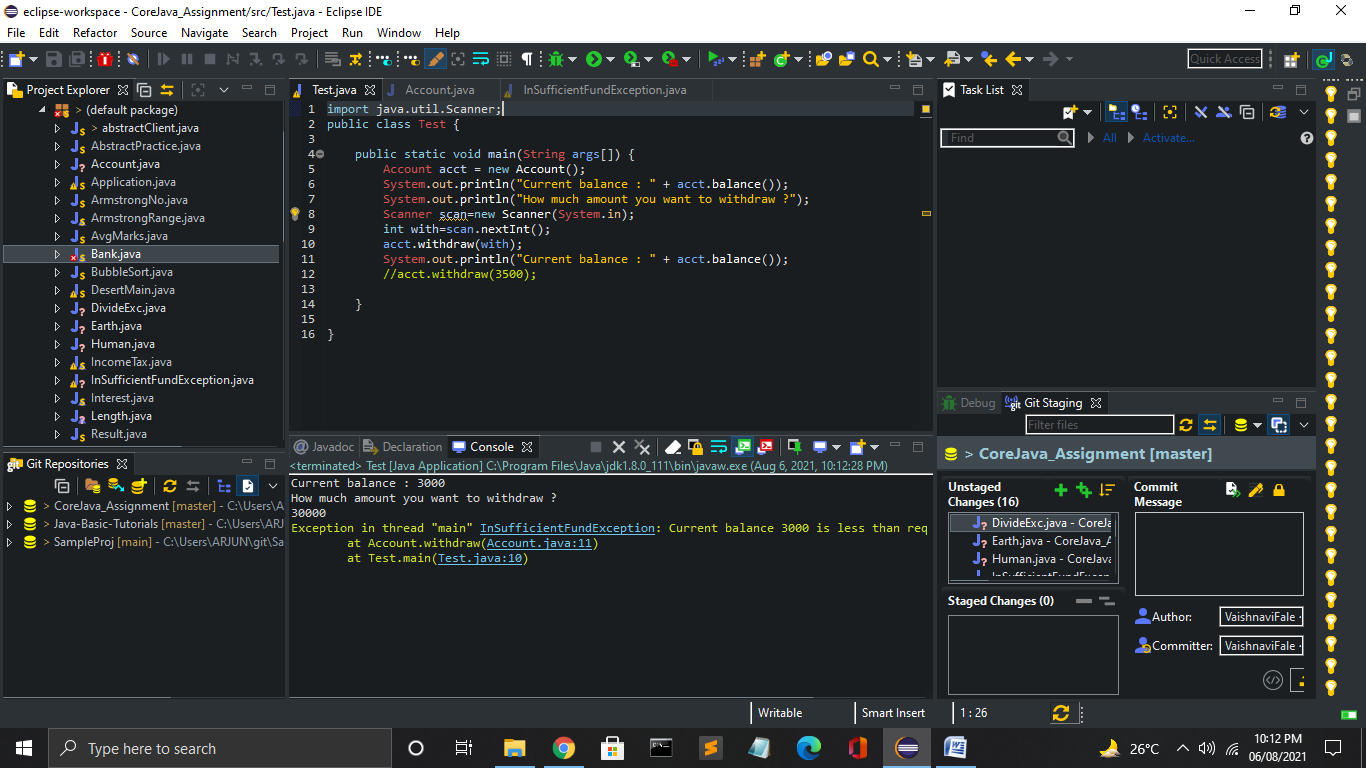 eclipse-workspace - CoreJava_Assignment/src/Test.java - Eclipse IDE
File Edit Refactor Source Navigate Search Project Run Window Help
Quick Access
Project Explorer
> (default package)
> abstractClient.java
AbstractPractice.java
Account.java
Application.java
ArmstrongNo.java
ArmstrongRange.java
AvgMarks.java
Bank.java
BubbleSort.java
DesertMain.java
DivideExc.java
Earth.java
Human.java
IncomeTax.java
InSufficientFundException.java
Interest.java
Length.java
Result.java
Git Repositories
> CoreJava_Assignment [master] - C:\Users\A
> Java-Basic-Tutorials [master] - C:\Users\ARJ
> SampleProj [main] - C:\Users\ARJUN\git\Sa
Test.java Account.java InSufficientFundException.java
1 import java.util.Scanner;
2 public class Test {
3
4 public static void main(String args[]) {
5 Account acct = new Account();
6 System.out.println("Current balance : " + acct.balance());
7 System.out.println("How much amount you want to withdraw ?");
8 Scanner scan=new Scanner(System.in);
9 int with=scan.nextInt();
10 acct.withdraw(with);
11 System.out.println("Current balance : " + acct.balance());
12 //acct.withdraw(3500);
13
14 }
15
16 }
Javadoc Declaration Console
<terminated> Test [Java Application] C:\Program Files\Java\jdk1.8.0_111\bin\javaw.exe (Aug 6, 2021, 10:12:28 PM)
Current balance : 3000
How much amount you want to withdraw ?
30000
Exception in thread "main" InSufficientFundException: Current balance 3000 is less than req
at Account.withdraw(Account.java:11)
at Test.main(Test.java:10)
Task List
Find All Activate...
Debug Git Staging
Filter files
> CoreJava_Assignment [master]
Unstaged Changes (16)
DivideExc.java - CoreJa
Earth.java - CoreJava_A
Human.java - CoreJava
Staged Changes (0)
Commit Message
Author: VaishnaviFale
Committer: VaishnaviFale
Writable Smart Insert 1 : 26
Type here to search
26°C
10:12 PM
06/08/2021